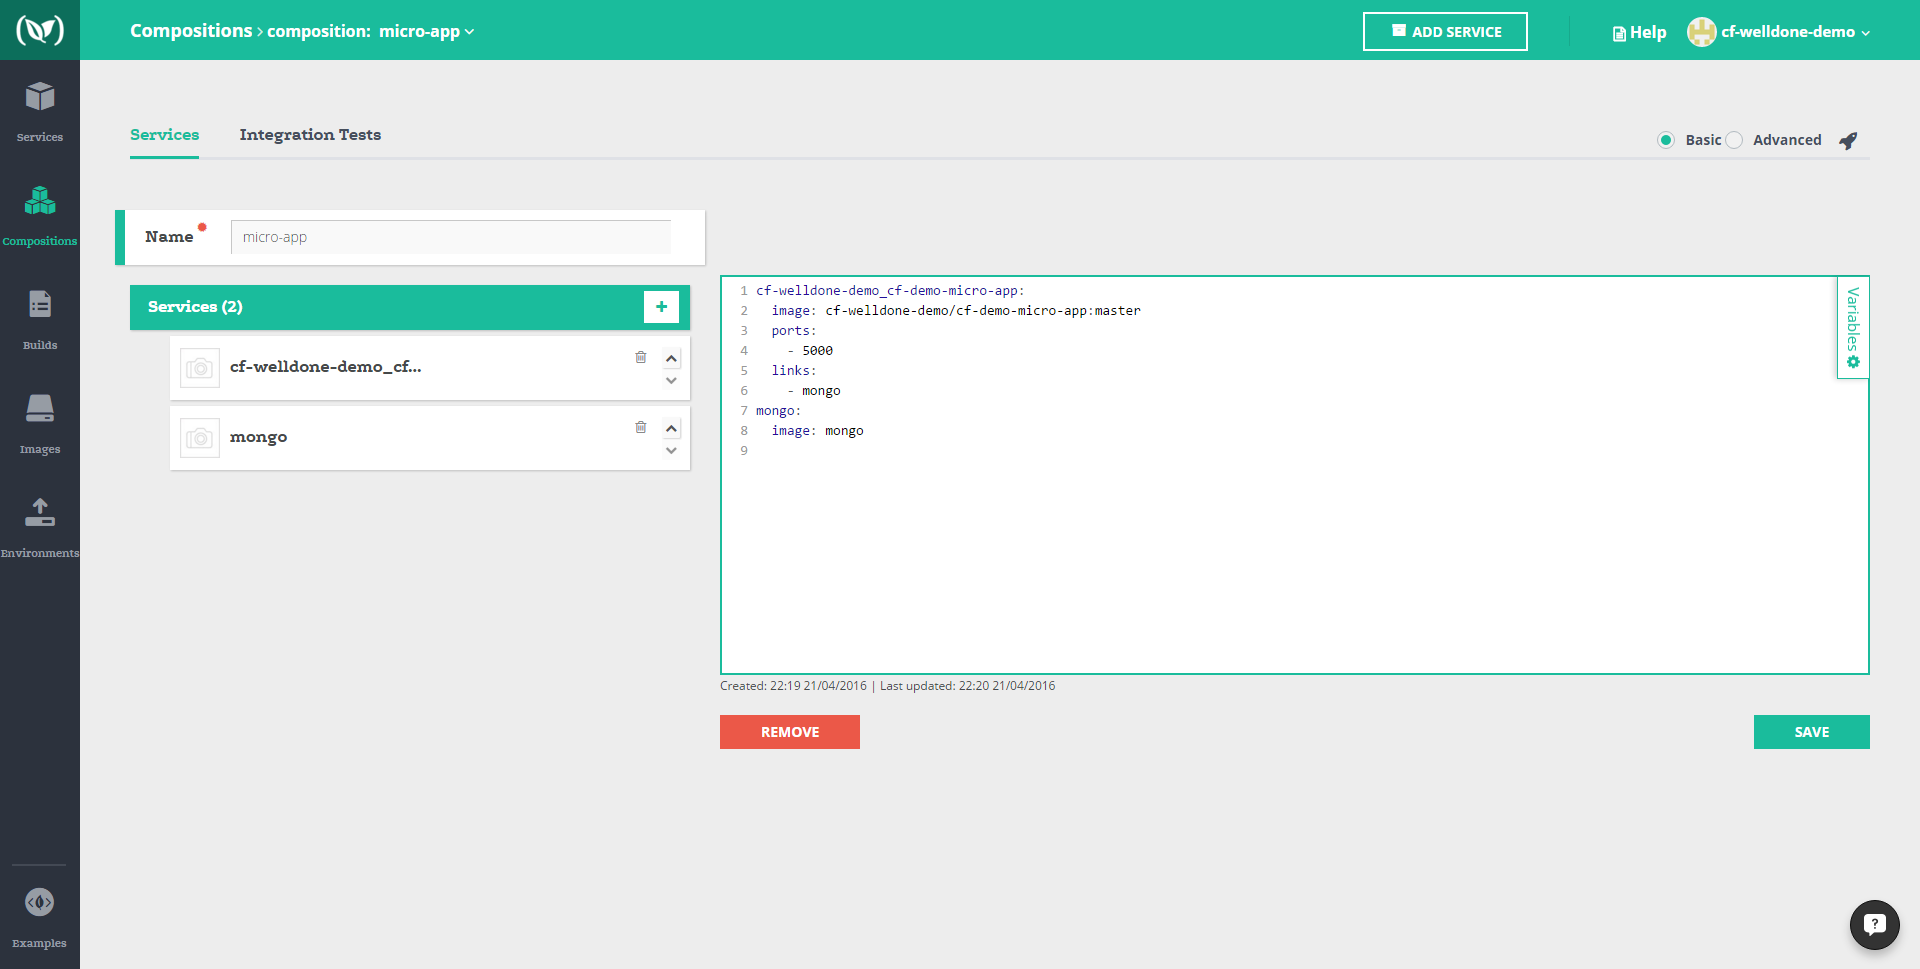 Compositions › composition: micro-app
ADD SERVICE
Help
cf-welldone-demo
Services
Compositions
Builds
Images
Environments
Examples
Services
Integration Tests
Basic
Advanced
Name
micro-app
Services (2)
+
cf-welldone-demo_cf...
mongo
1 cf-welldone-demo_cf-demo-micro-app:
2 image: cf-welldone-demo/cf-demo-micro-app:master
3 ports:
4 - 5000
5 links:
6 - mongo
7 mongo:
8 image: mongo
9
Variables
Created: 22:19 21/04/2016 | Last updated: 22:20 21/04/2016
REMOVE
SAVE
?